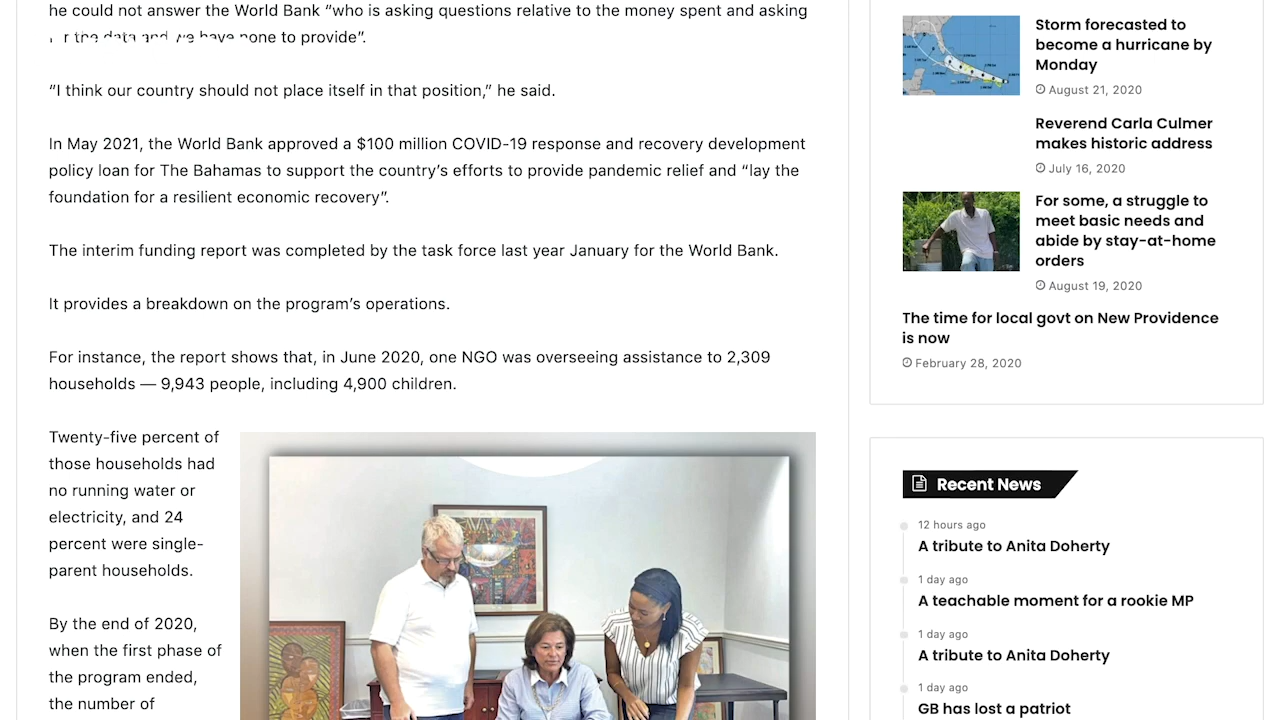 he could not answer the World Bank “who is asking questions relative to the money spent and asking
the data and we have none to provide”.
“I think our country should not place itself in that position,” he said.
In May 2021, the World Bank approved a $100 million COVID-19 response and recovery development
policy loan for The Bahamas to support the country’s efforts to provide pandemic relief and “lay the
foundation for a resilient economic recovery”.
The interim funding report was completed by the task force last year January for the World Bank.
It provides a breakdown on the program’s operations.
For instance, the report shows that, in June 2020, one NGO was overseeing assistance to 2,309
households — 9,943 people, including 4,900 children.
Twenty-five percent of
those households had
no running water or
electricity, and 24
percent were single-
parent households.
By the end of 2020,
when the first phase of
the program ended,
the number of
Storm forecasted to
become a hurricane by
Monday
August 21, 2020
Reverend Carla Culmer
makes historic address
July 16, 2020
For some, a struggle to
meet basic needs and
abide by stay-at-home
orders
August 19, 2020
The time for local govt on New Providence
is now
February 28, 2020
Recent News
12 hours ago
A tribute to Anita Doherty
1 day ago
A teachable moment for a rookie MP
1 day ago
A tribute to Anita Doherty
1 day ago
GB has lost a patriot